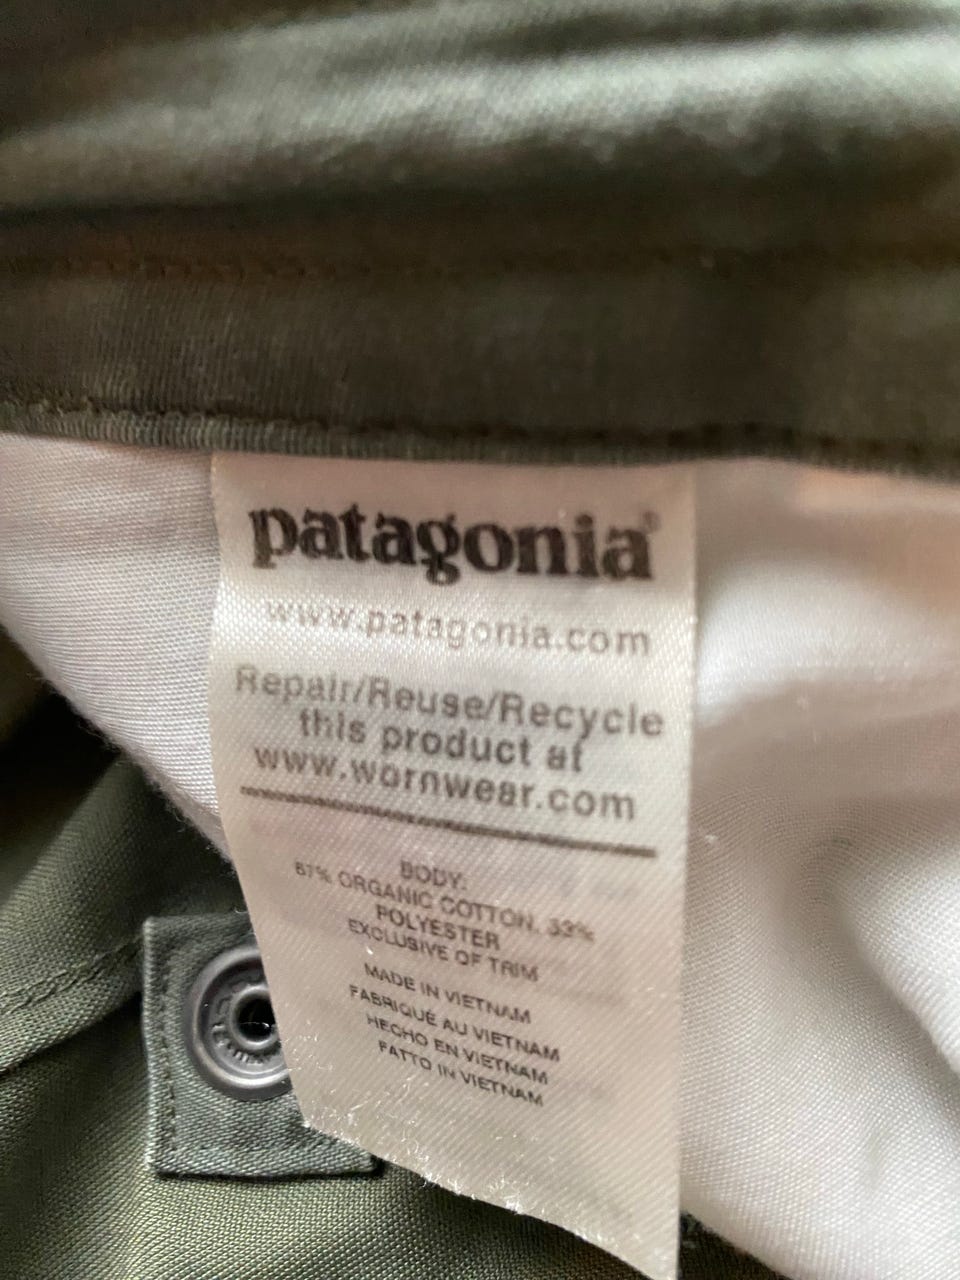 patagonia®
www.patagonia.com
Repair/Reuse/Recycle
this product at
www.wornwear.com
BODY:
67% ORGANIC COTTON, 33%
POLYESTER
EXCLUSIVE OF TRIM
MADE IN VIETNAM
FABRIQUÉ AU VIETNAM
HECHO EN VIETNAM
FATTO IN VIETNAM